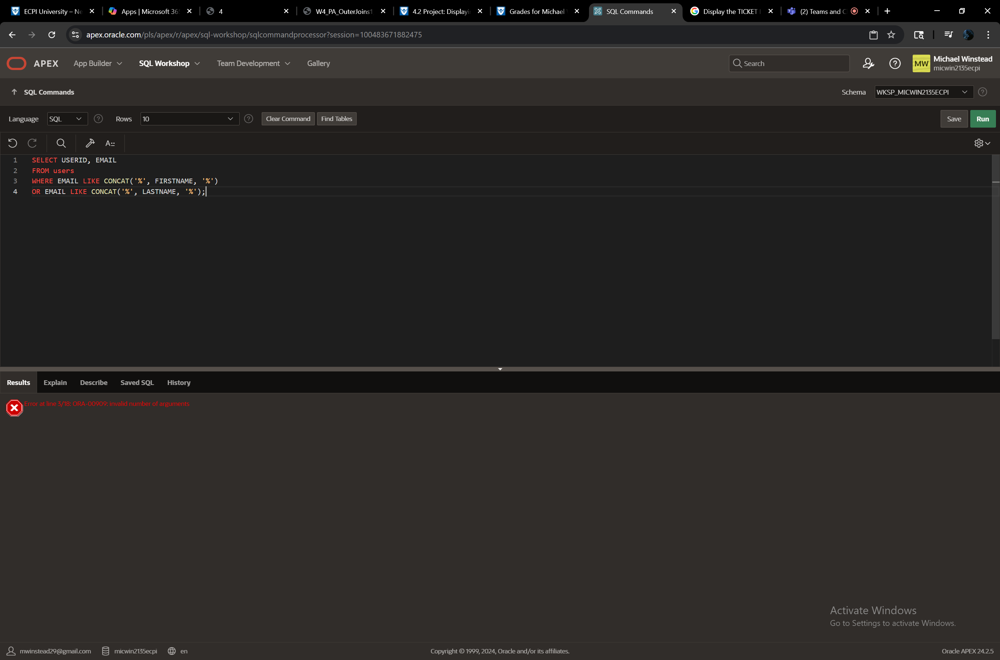 ECPI University – Ne
Apps | Microsoft 365
4
W4_PA_OuterJoins1
4.2 Project: Displayin
Grades for Michael
SQL Commands
Display the TICKET
(2) Teams and C
apex.oracle.com/pls/apex/r/apex/sql-workshop/sqlcommandprocessor?session=100483671882475
APEX App Builder SQL Workshop Team Development Gallery Search MW Michael Winstead
micwin2135ecpi
SQL Commands Schema WKSP_MICWIN2135ECPI
Language SQL Rows 10 Clear Command Find Tables Save Run
1 SELECT USERID, EMAIL
2 FROM users
3 WHERE EMAIL LIKE CONCAT('%', FIRSTNAME, '%')
4 OR EMAIL LIKE CONCAT('%', LASTNAME, '%');
Results Explain Describe Saved SQL History
Error at line 3/18: ORA-00909: invalid number of arguments
Activate Windows
Go to Settings to activate Windows.
mwinstead29@gmail.com micwin2135ecpi en Copyright © 1999, 2024, Oracle and/or its affiliates. Oracle APEX 24.2.5